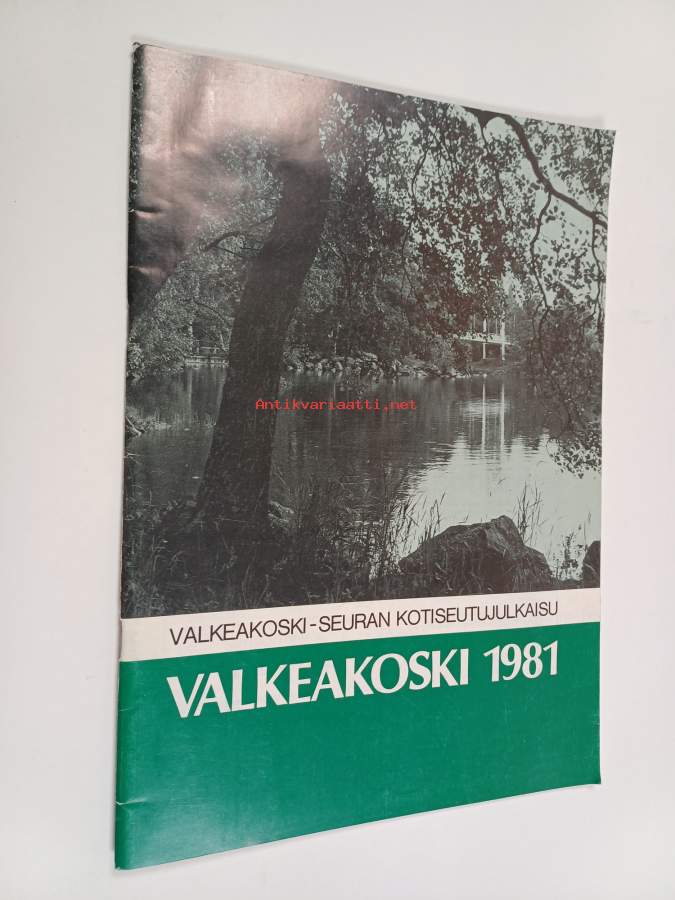 Antikvariaatti.net
VALKEAKOSKI-SEURAN KOTISEUTUJULKAISU
VALKEAKOSKI 1981